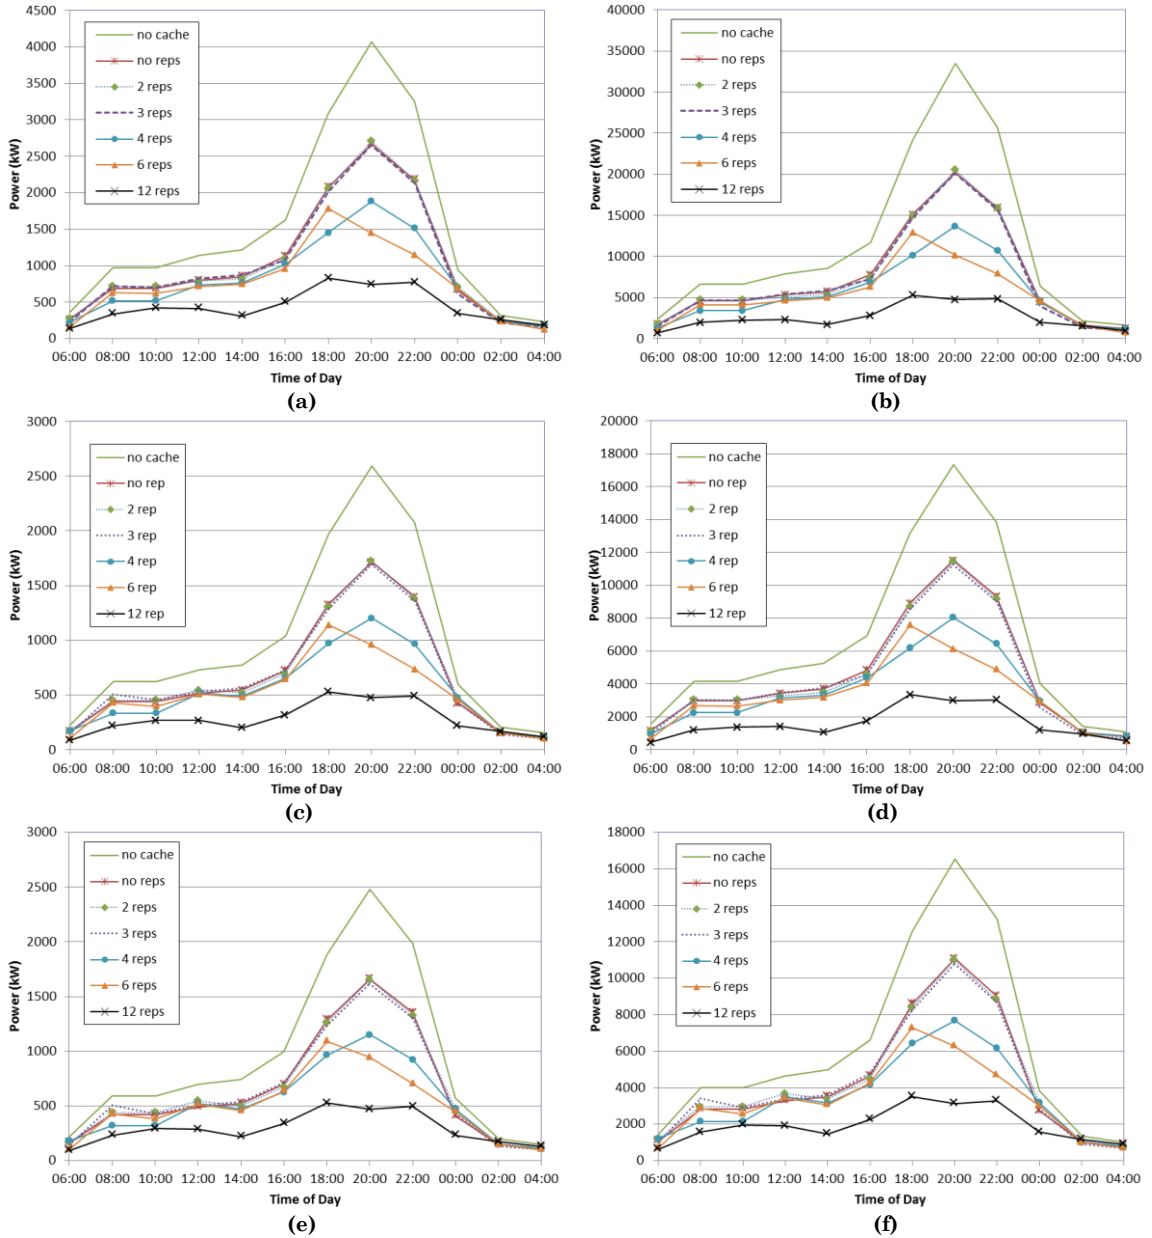 4500
4000
3500
3000
2500
2000
1500
1000
500
0
Power (kW)
no cache
no reps
2 reps
3 reps
4 reps
6 reps
12 reps
06:00 08:00 10:00 12:00 14:00 06:00 18:00 20:00 22:00 00:00 02:00 04:00
Time of Day
(a)
40000
35000
30000
25000
20000
15000
10000
5000
0
Power (kW)
no cache
no reps
2 reps
3 reps
4 reps
6 reps
12 reps
06:00 08:00 10:00 12:00 14:00 16:00 18:00 20:00 22:00 00:00 02:00 04:00
Time of Day
(b)
3000
2500
2000
1500
1000
500
0
Power (kW)
no cache
no rep
2 rep
3 rep
4 rep
6 rep
12 rep
06:00 08:00 10:00 12:00 14:00 16:00 18:00 20:00 22:00 00:00 02:00 04:00
Time of Day
(c)
20000
18000
16000
14000
12000
10000
8000
6000
4000
2000
0
Power (kW)
no cache
no rep
2 rep
3 rep
4 rep
6 rep
12 rep
06:00 08:00 10:00 12:00 14:00 16:00 18:00 20:00 22:00 00:00 02:00 04:00
Time of Day
(d)
3000
2500
2000
1500
1000
500
0
Power (kW)
no cache
no reps
2 reps
3 reps
4 reps
6 reps
12 reps
06:00 08:00 10:00 12:00 14:00 16:00 18:00 20:00 22:00 00:00 02:00 04:00
Time of Day
(e)
18000
16000
14000
12000
10000
8000
6000
4000
2000
0
Power (kW)
no cache
no reps
2 reps
3 reps
4 reps
6 reps
12 reps
06:00 08:00 10:00 12:00 14:00 16:00 18:00 20:00 22:00 00:00 02:00 04:00
Time of Day
(f)